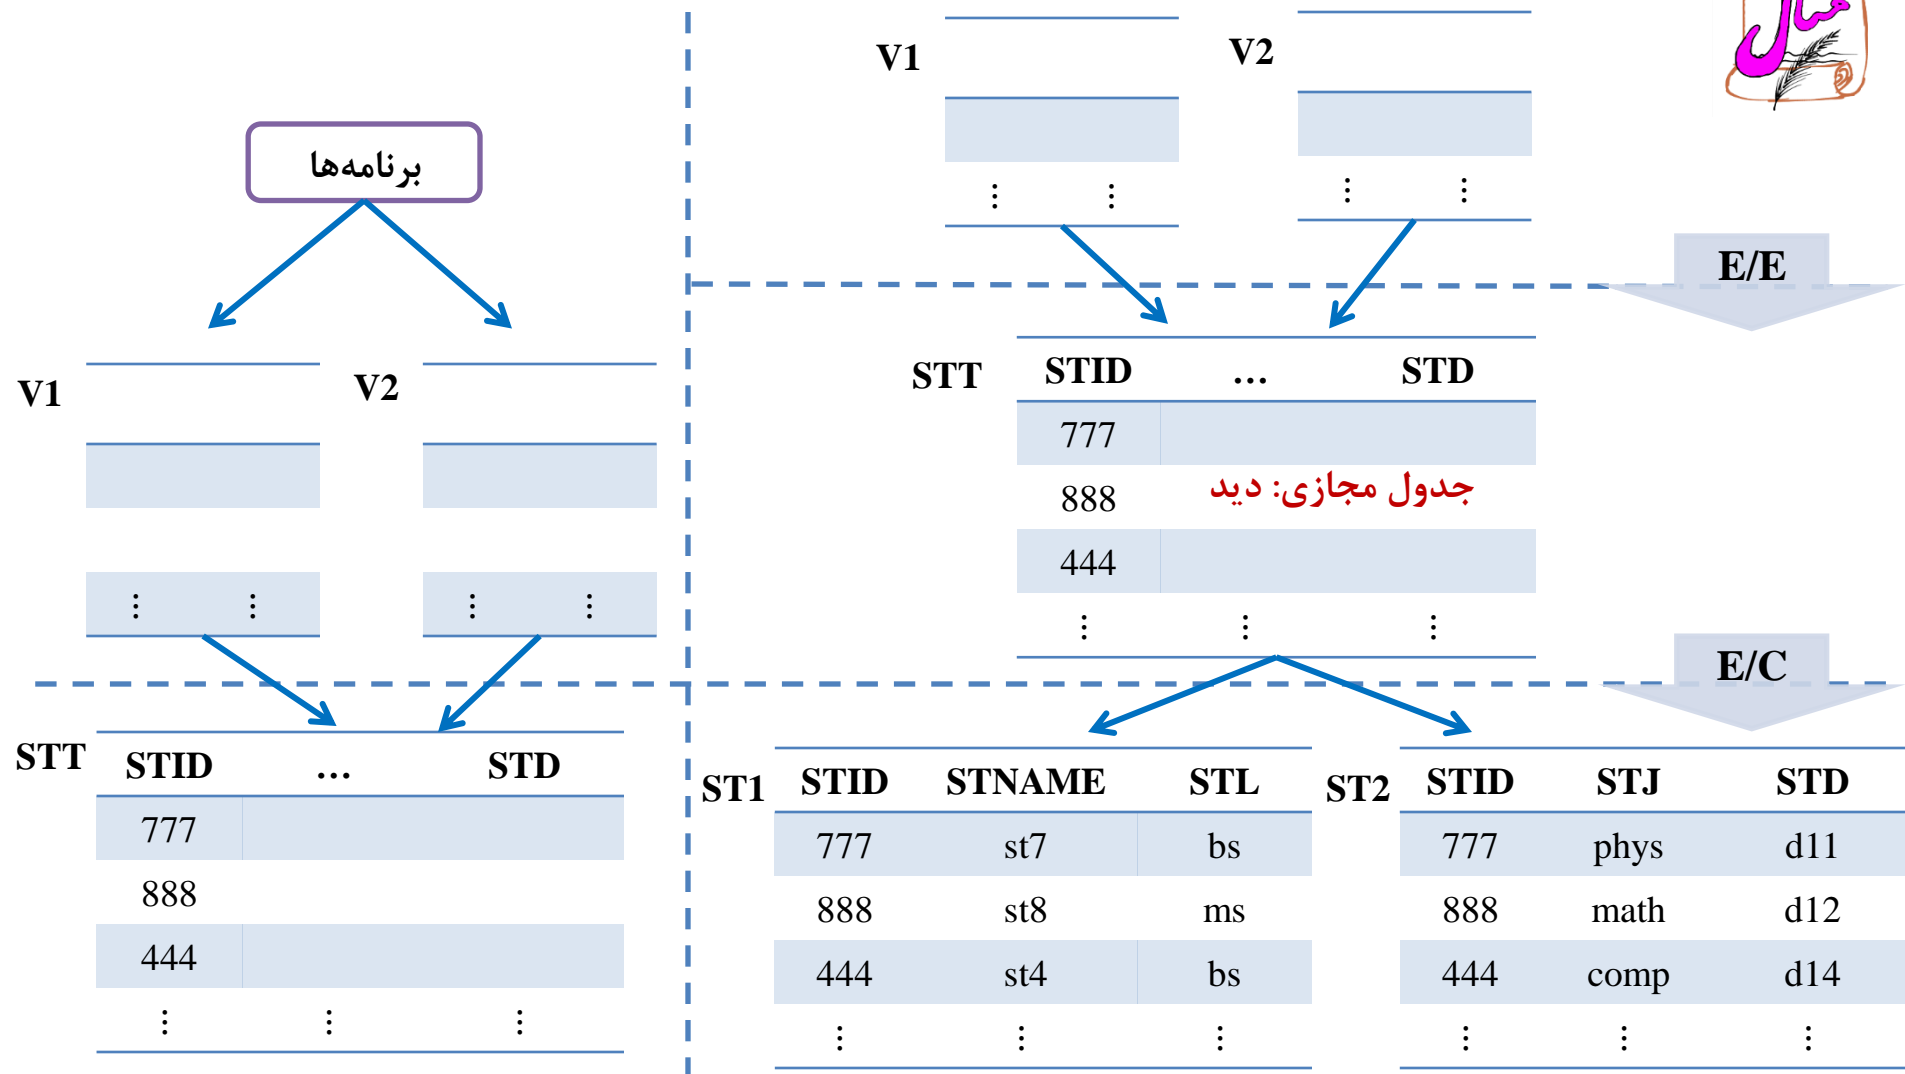 مثال
برنامه‌ها
V1 V2
⋮ ⋮ ⋮ ⋮
STT STID ... STD
777
888
444
⋮ ⋮ ⋮
V1 V2
⋮ ⋮ ⋮ ⋮
E/E
STT STID ... STD
777
888 جدول مجازی: دید
444
⋮ ⋮ ⋮
E/C
ST1 STID STNAME STL
777 st7 bs
888 st8 ms
444 st4 bs
⋮ ⋮ ⋮
ST2 STID STJ STD
777 phys d11
888 math d12
444 comp d14
⋮ ⋮ ⋮